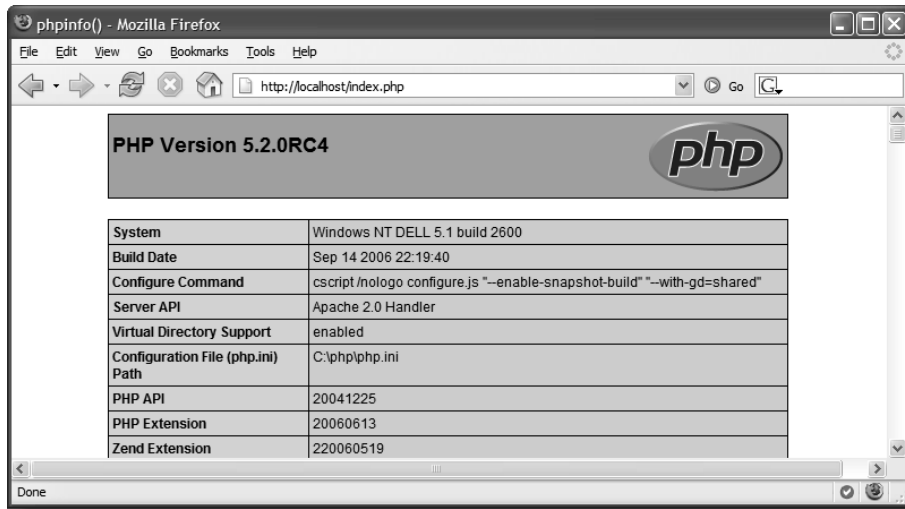 phpinfo() - Mozilla Firefox
File Edit View Go Bookmarks Tools Help
http://localhost/index.php Go G
PHP Version 5.2.0RC4 php
System Windows NT DELL 5.1 build 2600
Build Date Sep 14 2006 22:19:40
Configure Command cscript /nologo configure.js "--enable-snapshot-build" "--with-gd=shared"
Server API Apache 2.0 Handler
Virtual Directory Support enabled
Configuration File (php.ini) C:\php\php.ini
Path
PHP API 20041225
PHP Extension 20060613
Zend Extension 220060519
Done